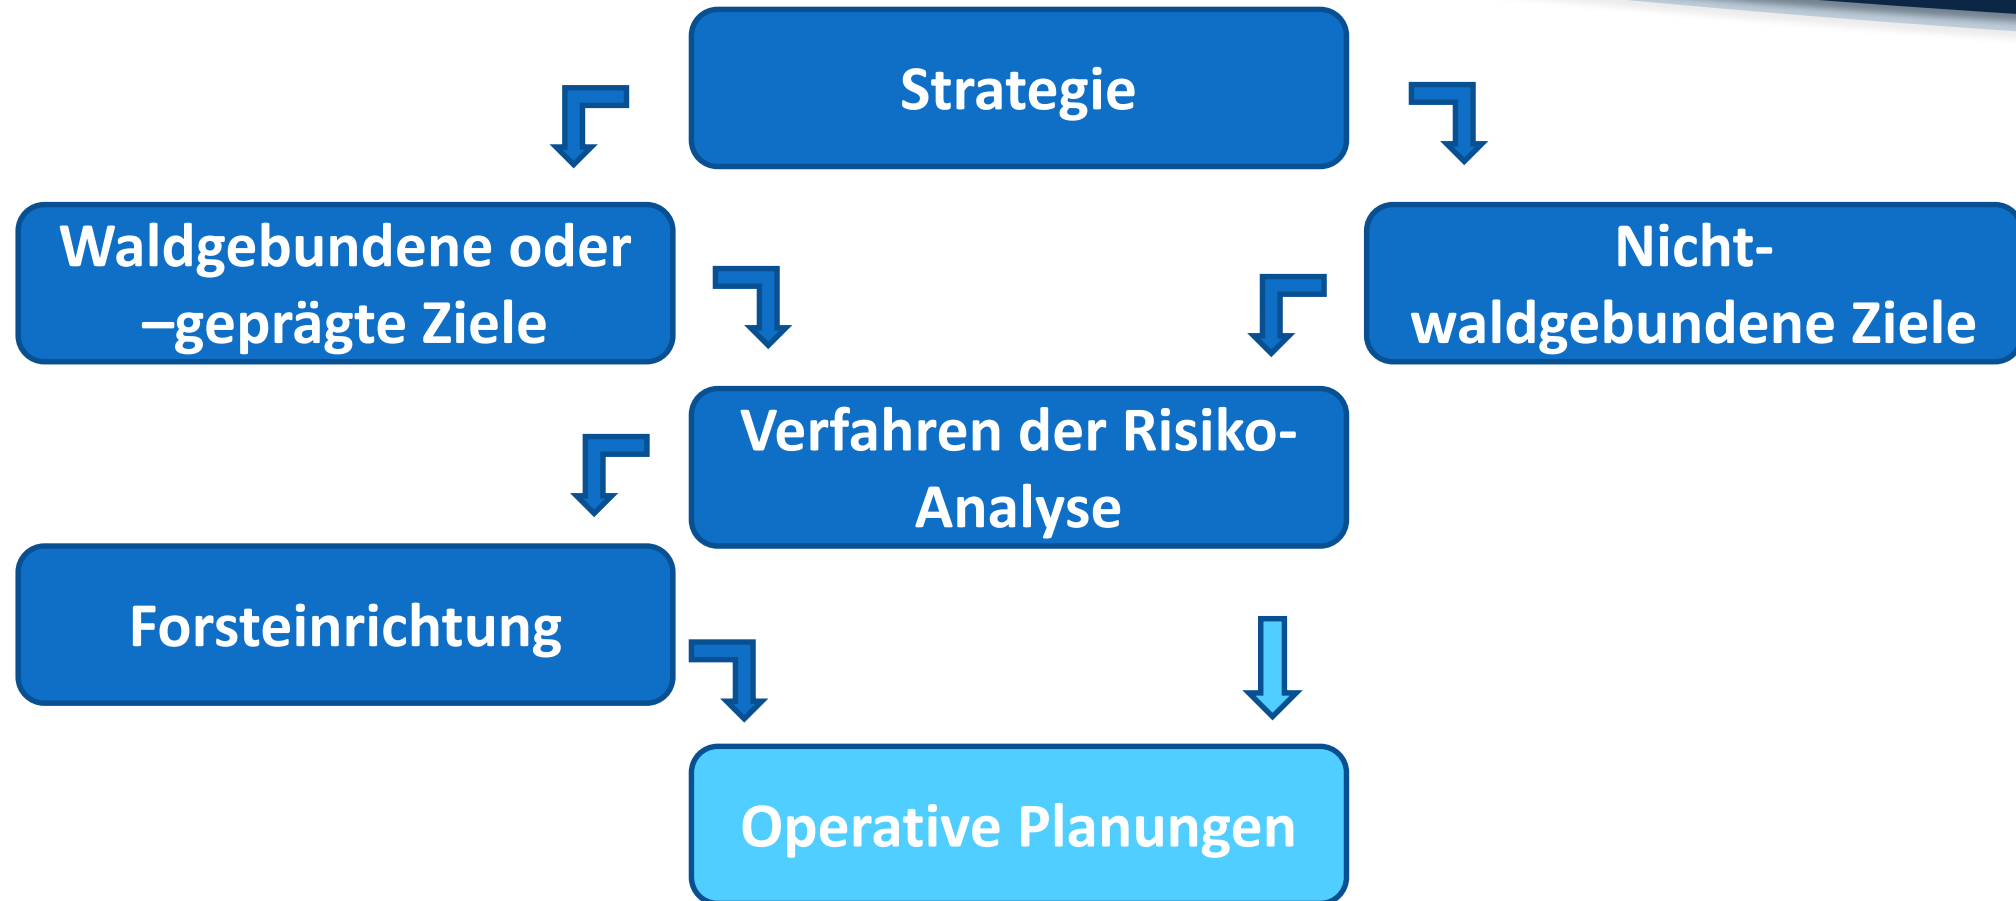 Strategie
Waldgebundene oder
–geprägte Ziele
Nicht-
waldgebundene Ziele
Verfahren der Risiko-
Analyse
Forsteinrichtung
Operative Planungen